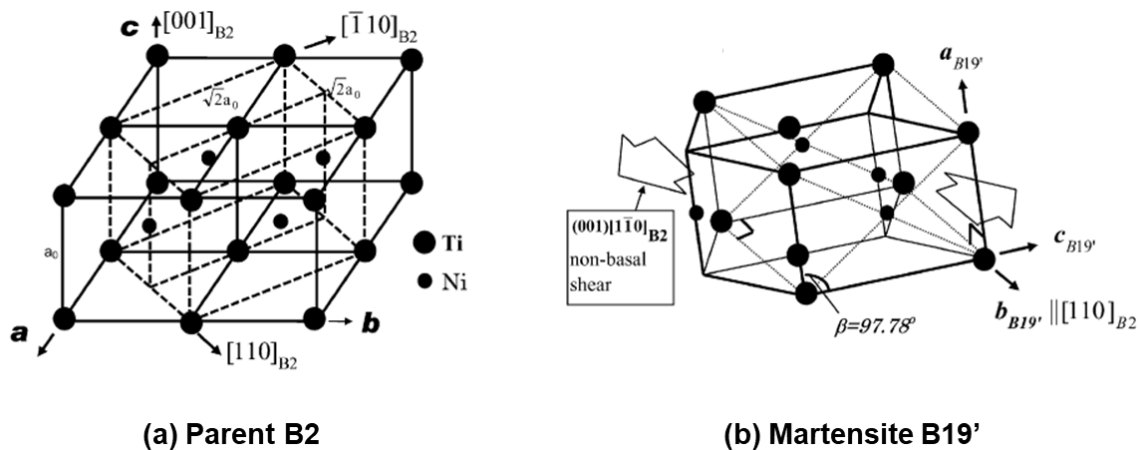 c [001]B2
[1̅10]B2
√2a₀
√2a₀
a₀
Ti
Ni
a
b
[110]B2
(a) Parent B2
aB19'
(001)[11̅0]B2
non-basal
shear
cB19'
β=97.78°
bB19' ||[110]B2
(b) Martensite B19’